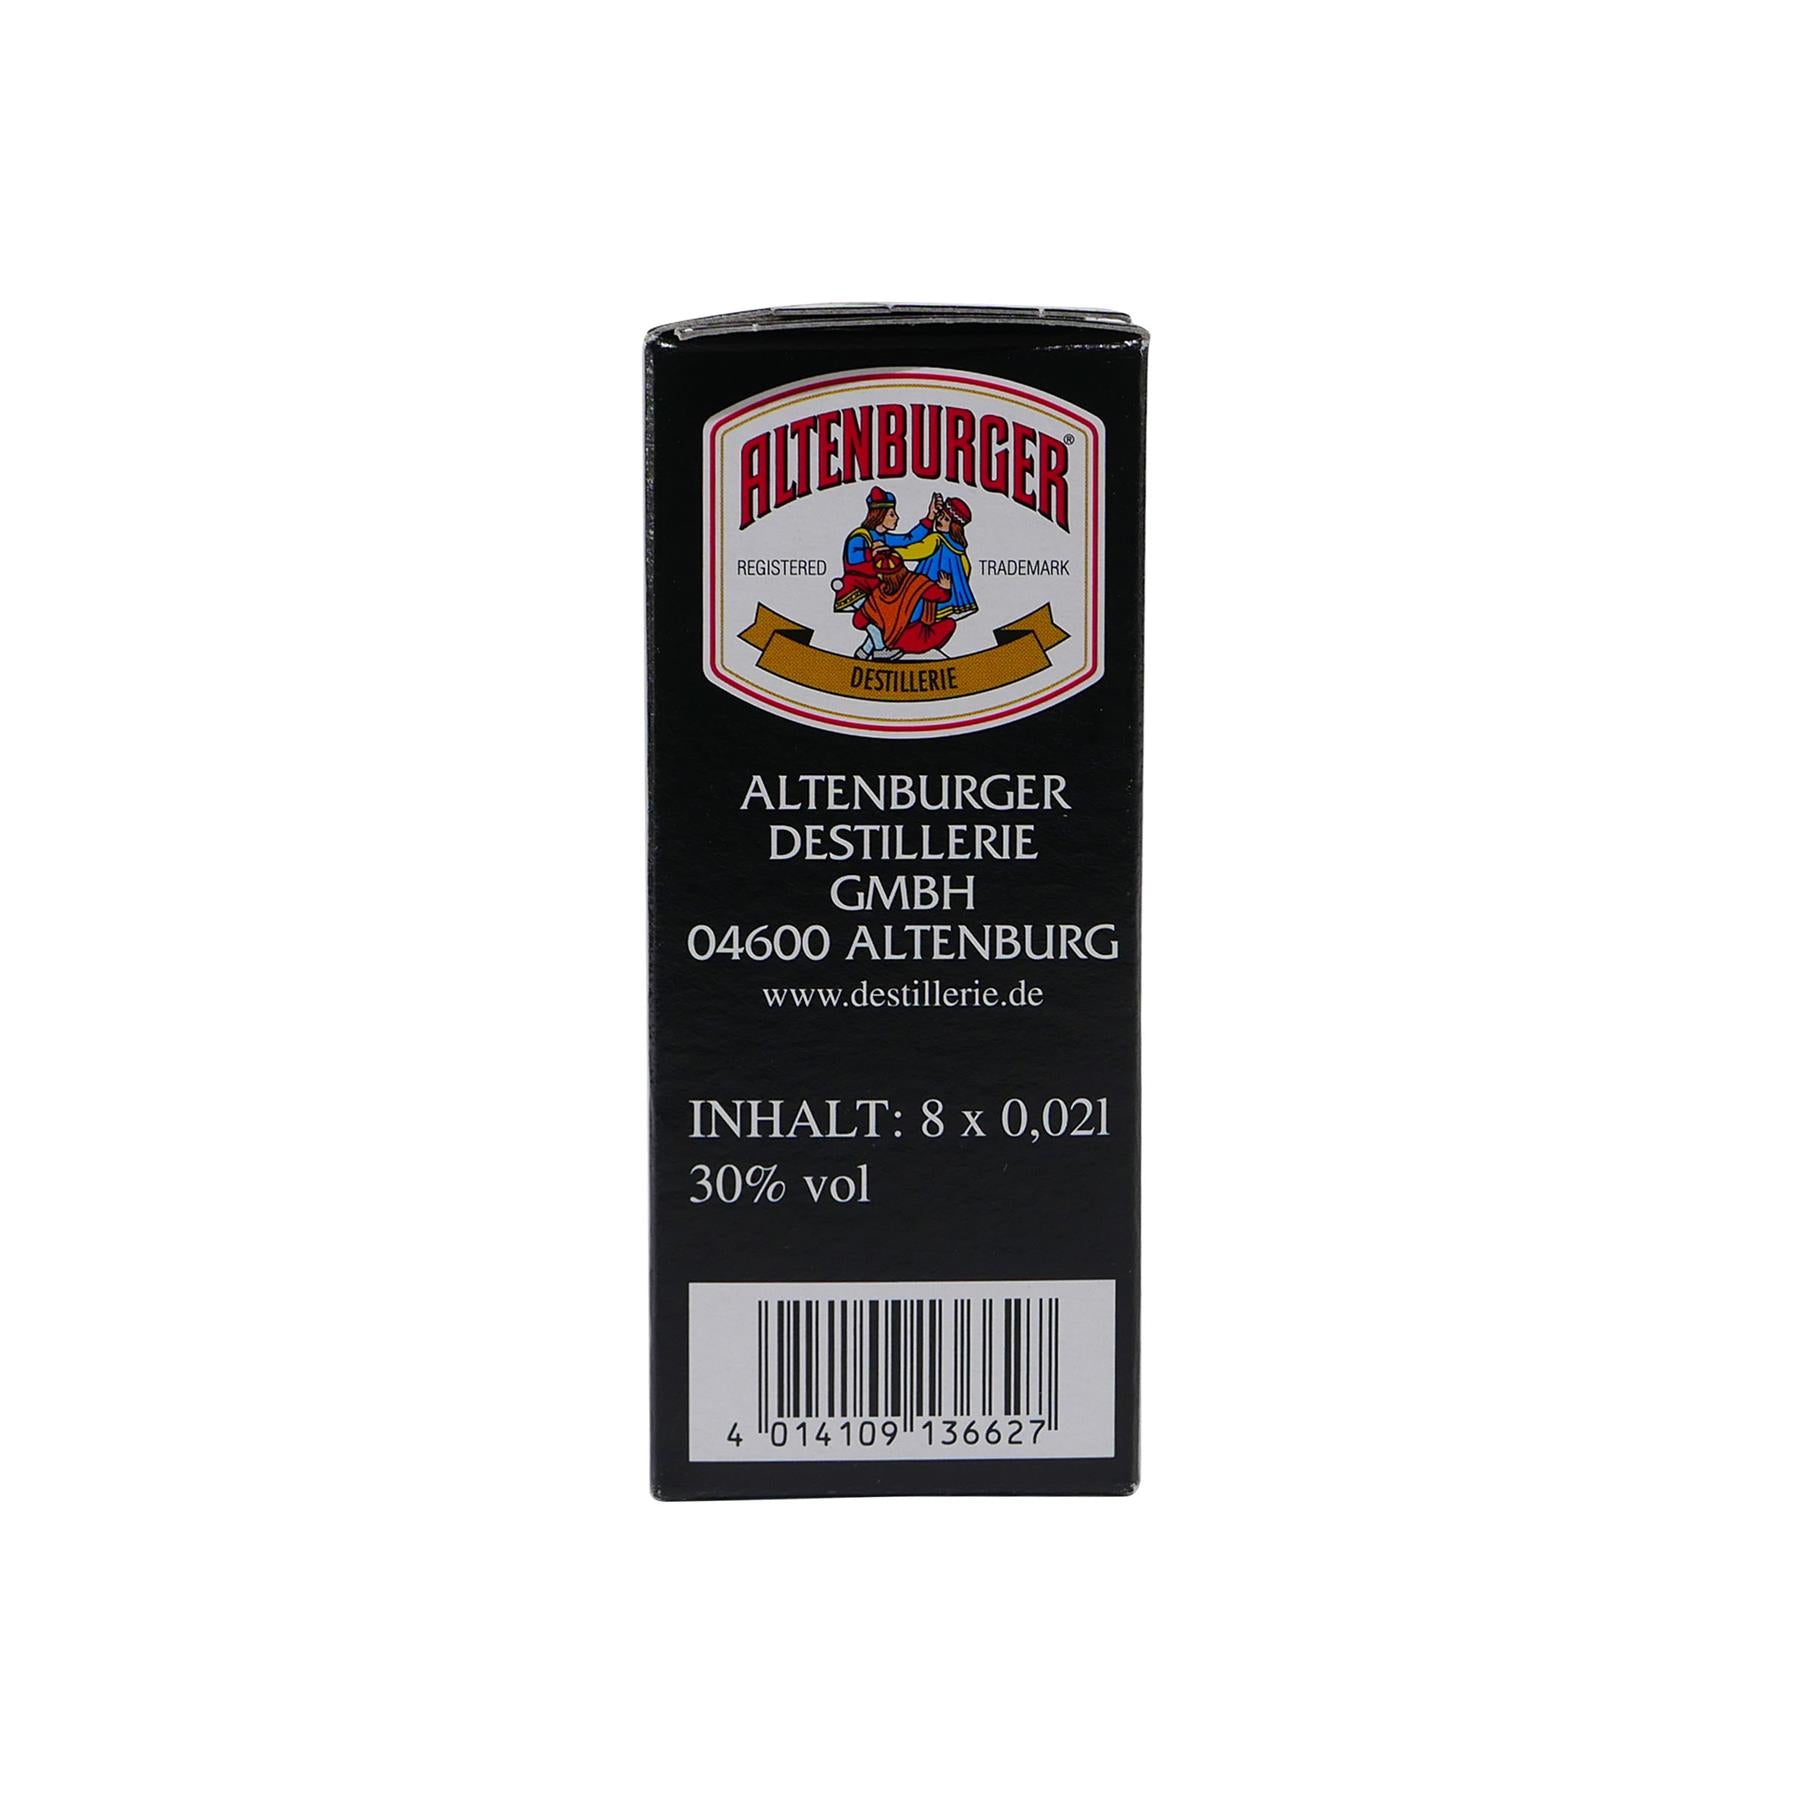 ALTENBURGER®
REGISTERED TRADEMARK
DESTILLERIE
ALTENBURGER
DESTILLERIE
GMBH
04600 ALTENBURG
www.destillerie.de
INHALT: 8 x 0,02l
30% vol
4 014109 136627